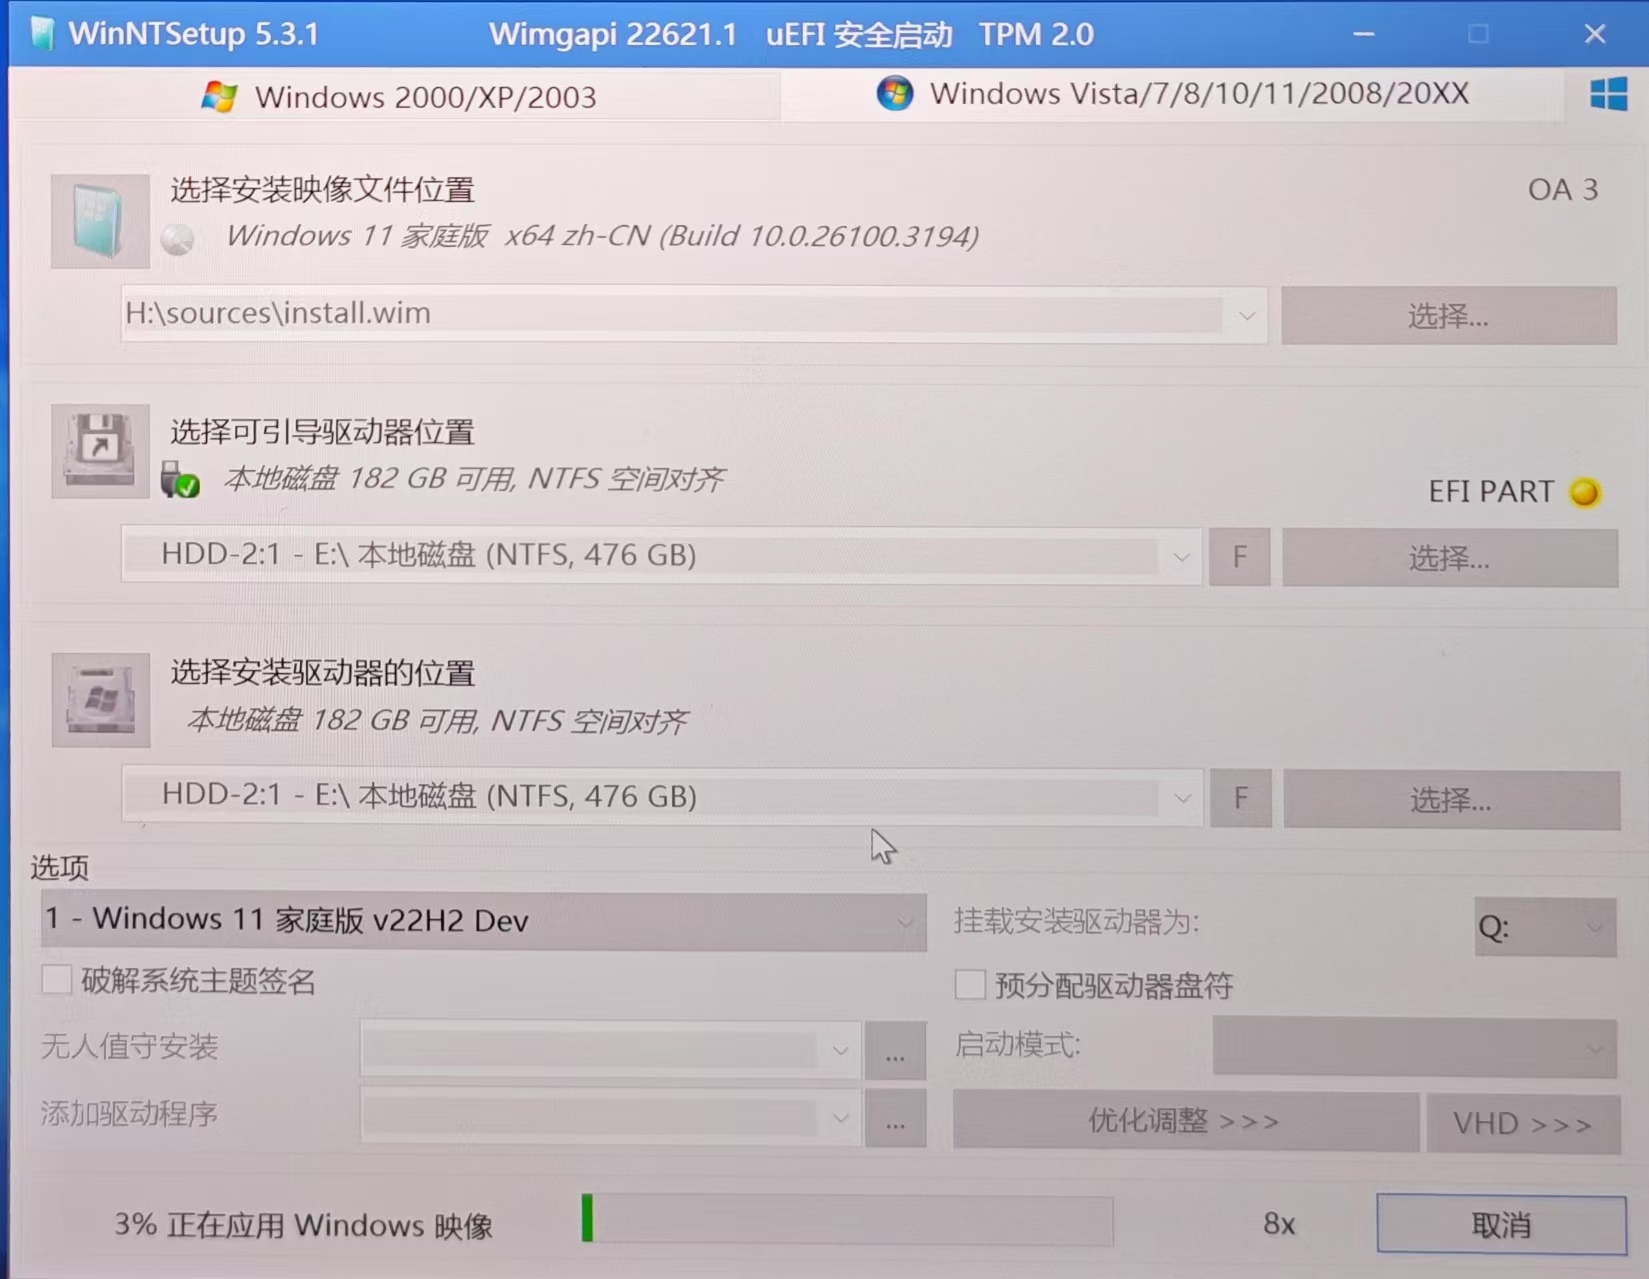 WinNTSetup 5.3.1 Wimgapi 22621.1 uEFI 安全启动 TPM 2.0
Windows 2000/XP/2003 Windows Vista/7/8/10/11/2008/20XX
选择安装映像文件位置 OA 3
Windows 11 家庭版 x64 zh-CN (Build 10.0.26100.3194)
H:\sources\install.wim 选择...
选择可引导驱动器位置
本地磁盘 182 GB 可用, NTFS 空间对齐
EFI PART
HDD-2:1 - E:\ 本地磁盘 (NTFS, 476 GB) F 选择...
选择安装驱动器的位置
本地磁盘 182 GB 可用, NTFS 空间对齐
HDD-2:1 - E:\ 本地磁盘 (NTFS, 476 GB) F 选择...
选项
1 - Windows 11 家庭版 v22H2 Dev 挂载安装驱动器为: Q:
破解系统主题签名 预分配驱动器盘符
无人值守安装 ... 启动模式:
添加驱动程序 ... 优化调整 >>> VHD >>>
3% 正在应用 Windows 映像 8x 取消